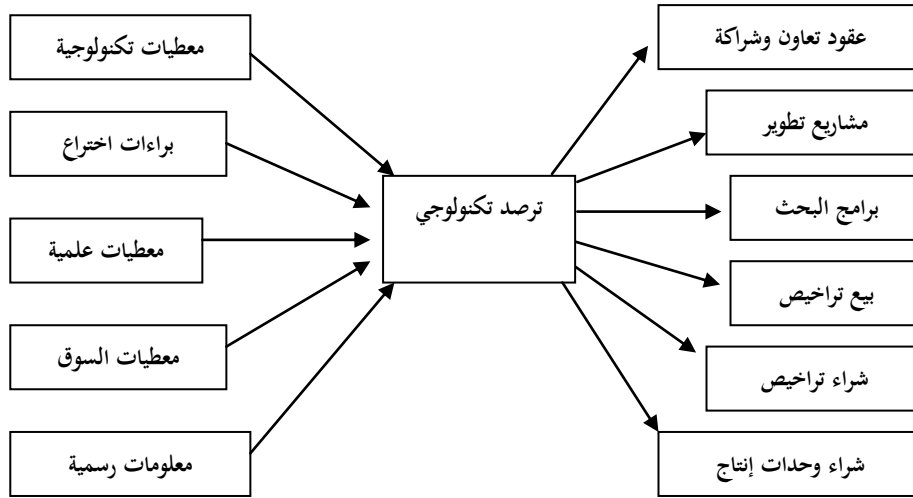 معطيات تكنولوجية
براءات اختراع
معطيات علمية
معطيات السوق
معلومات رسمية
ترصد تكنولوجي
عقود تعاون وشراكة
مشاريع تطوير
برامج البحث
بيع تراخيص
شراء تراخيص
شراء وحدات إنتاج